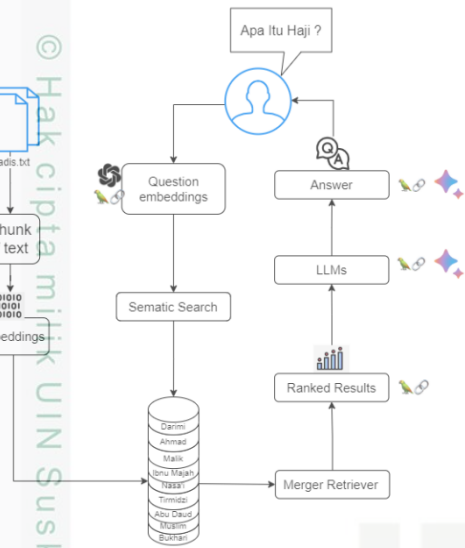 Apa Itu Haji ?
adis.txt
Question
embeddings
Q
A
Answer
hunk
text
LLMs
Sematic Search
eddings
Ranked Results
Darimi
Ahmad
Malik
Ibnu Majah
Nasa'i
Tirmidzi
Abu Daud
Muslim
Bukhari
Merger Retriever
© Hak cipta milik UIN Sus